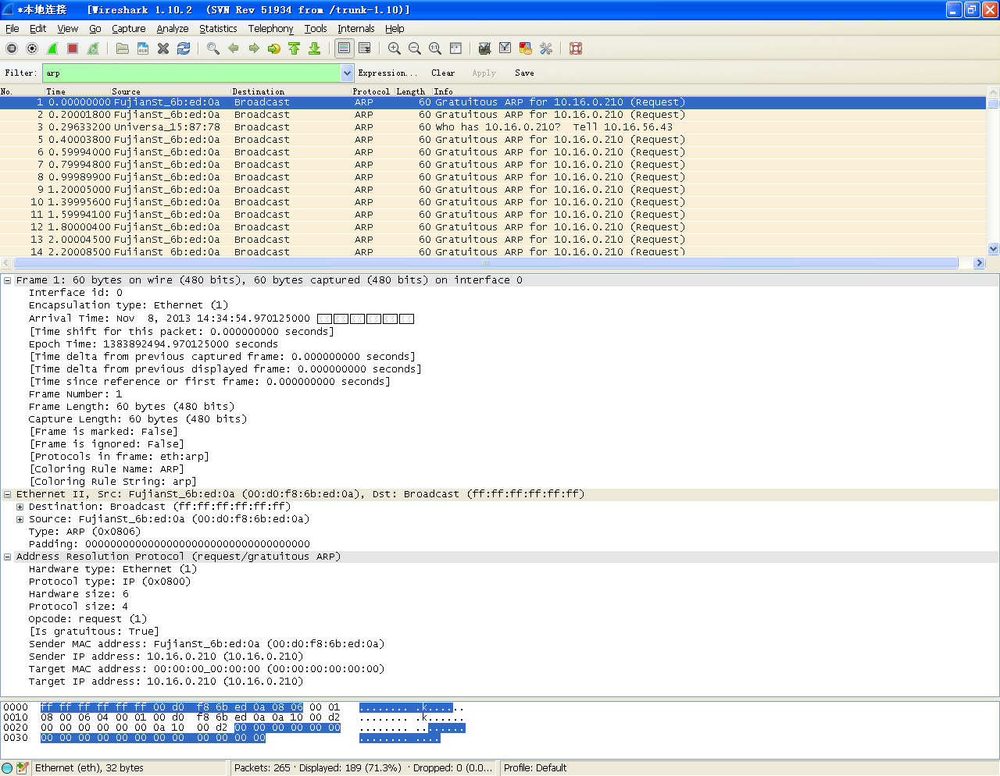 *本地连接   [Wireshark 1.10.2  (SVN Rev 51934 from /trunk-1.10)]
File Edit View Go Capture Analyze Statistics Telephony Tools Internals Help
Filter: arp Expression... Clear Apply Save
No. Time Source Destination Protocol Length Info
1 0.00000000 FujianSt_6b:ed:0a Broadcast ARP 60 Gratuitous ARP for 10.16.0.210 (Request)
2 0.20001800 FujianSt_6b:ed:0a Broadcast ARP 60 Gratuitous ARP for 10.16.0.210 (Request)
3 0.29633200 Universa_15:87:78 Broadcast ARP 60 Who has 10.16.0.210?  Tell 10.16.56.43
5 0.40003800 FujianSt_6b:ed:0a Broadcast ARP 60 Gratuitous ARP for 10.16.0.210 (Request)
6 0.59994000 FujianSt_6b:ed:0a Broadcast ARP 60 Gratuitous ARP for 10.16.0.210 (Request)
7 0.79994800 FujianSt_6b:ed:0a Broadcast ARP 60 Gratuitous ARP for 10.16.0.210 (Request)
8 0.99989900 FujianSt_6b:ed:0a Broadcast ARP 60 Gratuitous ARP for 10.16.0.210 (Request)
9 1.20005000 FujianSt_6b:ed:0a Broadcast ARP 60 Gratuitous ARP for 10.16.0.210 (Request)
10 1.39995600 FujianSt_6b:ed:0a Broadcast ARP 60 Gratuitous ARP for 10.16.0.210 (Request)
11 1.59994100 FujianSt_6b:ed:0a Broadcast ARP 60 Gratuitous ARP for 10.16.0.210 (Request)
12 1.80000400 FujianSt_6b:ed:0a Broadcast ARP 60 Gratuitous ARP for 10.16.0.210 (Request)
13 2.00004500 FujianSt_6b:ed:0a Broadcast ARP 60 Gratuitous ARP for 10.16.0.210 (Request)
14 2.20008500 FujianSt_6b:ed:0a Broadcast ARP 60 Gratuitous ARP for 10.16.0.210 (Request)
Frame 1: 60 bytes on wire (480 bits), 60 bytes captured (480 bits) on interface 0
Interface id: 0
Encapsulation type: Ethernet (1)
Arrival Time: Nov  8, 2013 14:34:54.970125000
[Time shift for this packet: 0.000000000 seconds]
Epoch Time: 1383892494.970125000 seconds
[Time delta from previous captured frame: 0.000000000 seconds]
[Time delta from previous displayed frame: 0.000000000 seconds]
[Time since reference or first frame: 0.000000000 seconds]
Frame Number: 1
Frame Length: 60 bytes (480 bits)
Capture Length: 60 bytes (480 bits)
[Frame is marked: False]
[Frame is ignored: False]
[Protocols in frame: eth:arp]
[Coloring Rule Name: ARP]
[Coloring Rule String: arp]
Ethernet II, Src: FujianSt_6b:ed:0a (00:d0:f8:6b:ed:0a), Dst: Broadcast (ff:ff:ff:ff:ff:ff)
Destination: Broadcast (ff:ff:ff:ff:ff:ff)
Source: FujianSt_6b:ed:0a (00:d0:f8:6b:ed:0a)
Type: ARP (0x0806)
Padding: 000000000000000000000000000000000000
Address Resolution Protocol (request/gratuitous ARP)
Hardware type: Ethernet (1)
Protocol type: IP (0x0800)
Hardware size: 6
Protocol size: 4
Opcode: request (1)
[Is gratuitous: True]
Sender MAC address: FujianSt_6b:ed:0a (00:d0:f8:6b:ed:0a)
Sender IP address: 10.16.0.210 (10.16.0.210)
Target MAC address: 00:00:00_00:00:00 (00:00:00:00:00:00)
Target IP address: 10.16.0.210 (10.16.0.210)
0000  ff ff ff ff ff ff 00 d0  f8 6b ed 0a 08 06 00 01   ........ .k......
0010  08 00 06 04 00 01 00 d0  f8 6b ed 0a 0a 10 00 d2   ........ .k......
0020  00 00 00 00 00 00 0a 10  00 d2 00 00 00 00 00 00   ........ ........
0030  00 00 00 00 00 00 00 00  00 00 00 00   ........ ....
Ethernet (eth), 32 bytes Packets: 265 · Displayed: 189 (71.3%) · Dropped: 0 (0.0... Profile: Default